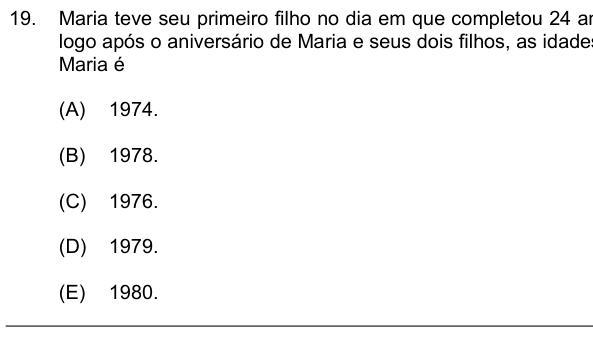 19. Maria teve seu primeiro filho no dia em que completou 24
logo após o aniversário de Maria e seus dois filhos, as
Maria é
(A) 1974.
(B) 1978.
(C) 1976.
(D) 1979.
(E) 1980.